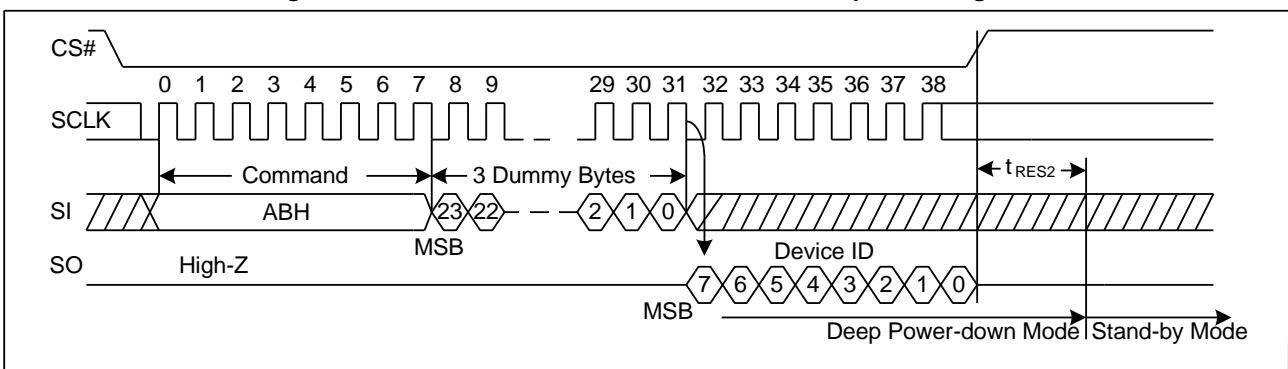 CS#
0 1 2 3 4 5 6 7 8 9 29 30 31 32 33 34 35 36 37 38
SCLK
Command 3 Dummy Bytes tRES2
SI ABH 23 22 2 1 0
MSB
SO High-Z Device ID
7 6 5 4 3 2 1 0
MSB
Deep Power-down Mode Stand-by Mode